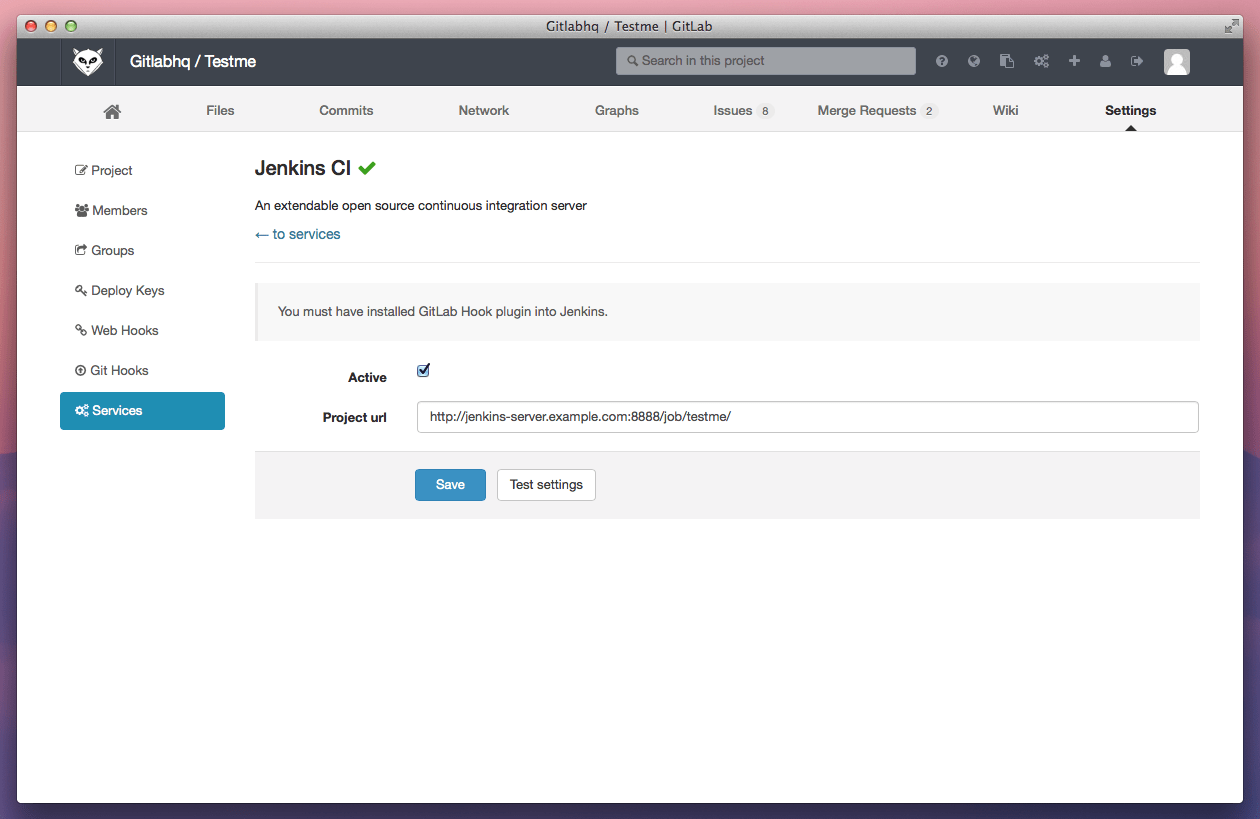 Gitlabhq / Testme | GitLab
Gitlabhq / Testme
Search in this project
Files
Commits
Network
Graphs
Issues 8
Merge Requests 2
Wiki
Settings
Project
Members
Groups
Deploy Keys
Web Hooks
Git Hooks
Services
Jenkins CI
An extendable open source continuous integration server
← to services
You must have installed GitLab Hook plugin into Jenkins.
Active
Project url
http://jenkins-server.example.com:8888/job/testme/
Save
Test settings